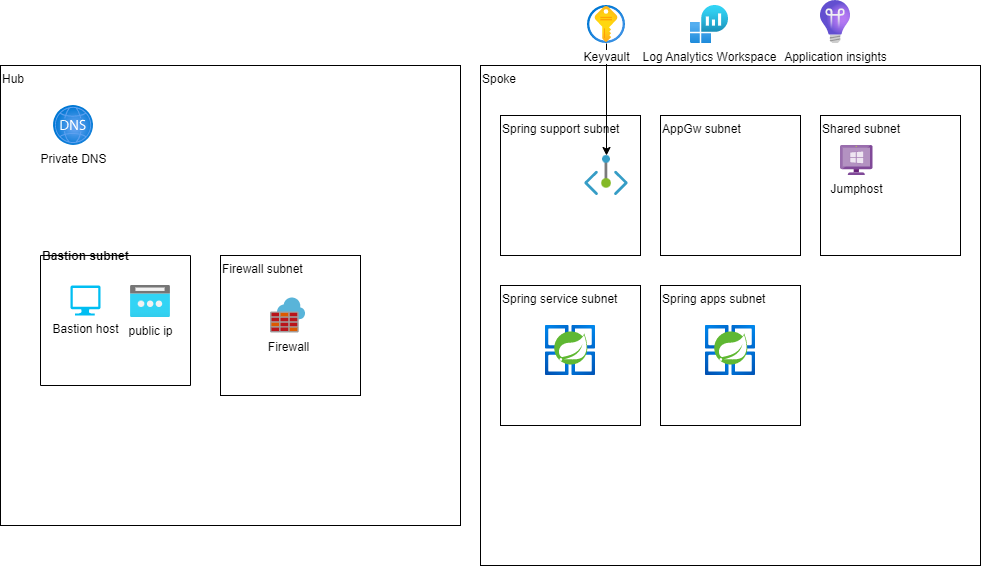 Keyvault
Log Analytics Workspace
Application insights
Hub
DNS
Private DNS
Bastion subnet
Bastion host
public ip
Firewall subnet
Firewall
Spoke
Spring support subnet
AppGw subnet
Shared subnet
Jumphost
Spring service subnet
Spring apps subnet